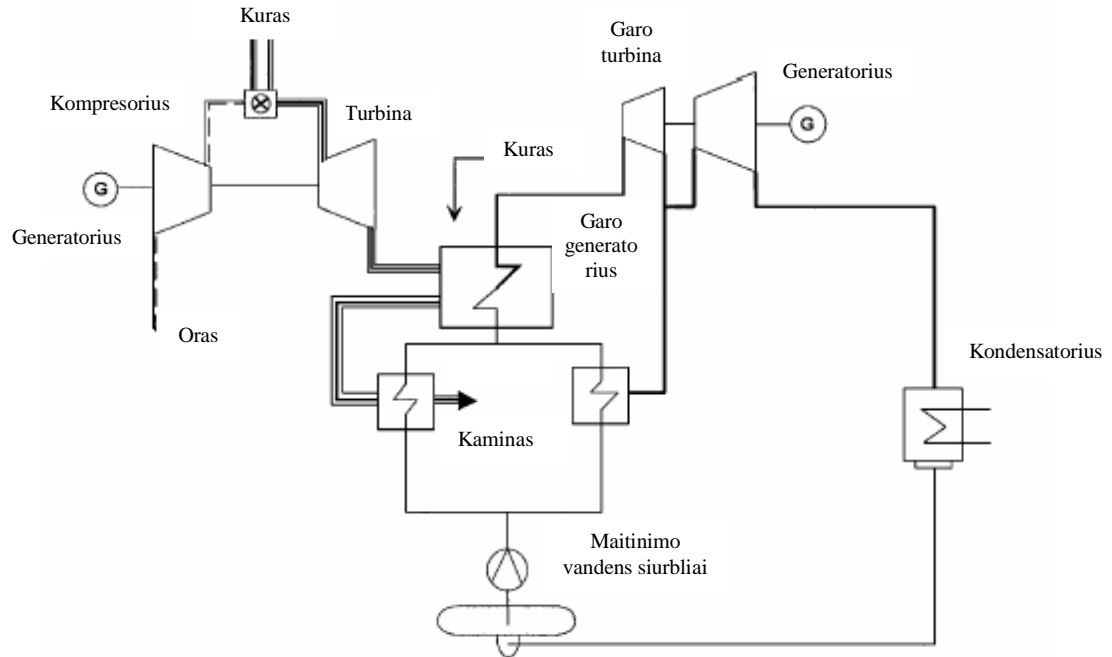 Kuras
Garo
turbina
Generatorius
Kompresorius
Turbina
Kuras
G
G
Generatorius
Garo
generato
rius
Oras
Kondensatorius
Kaminas
Maitinimo
vandens siurbliai